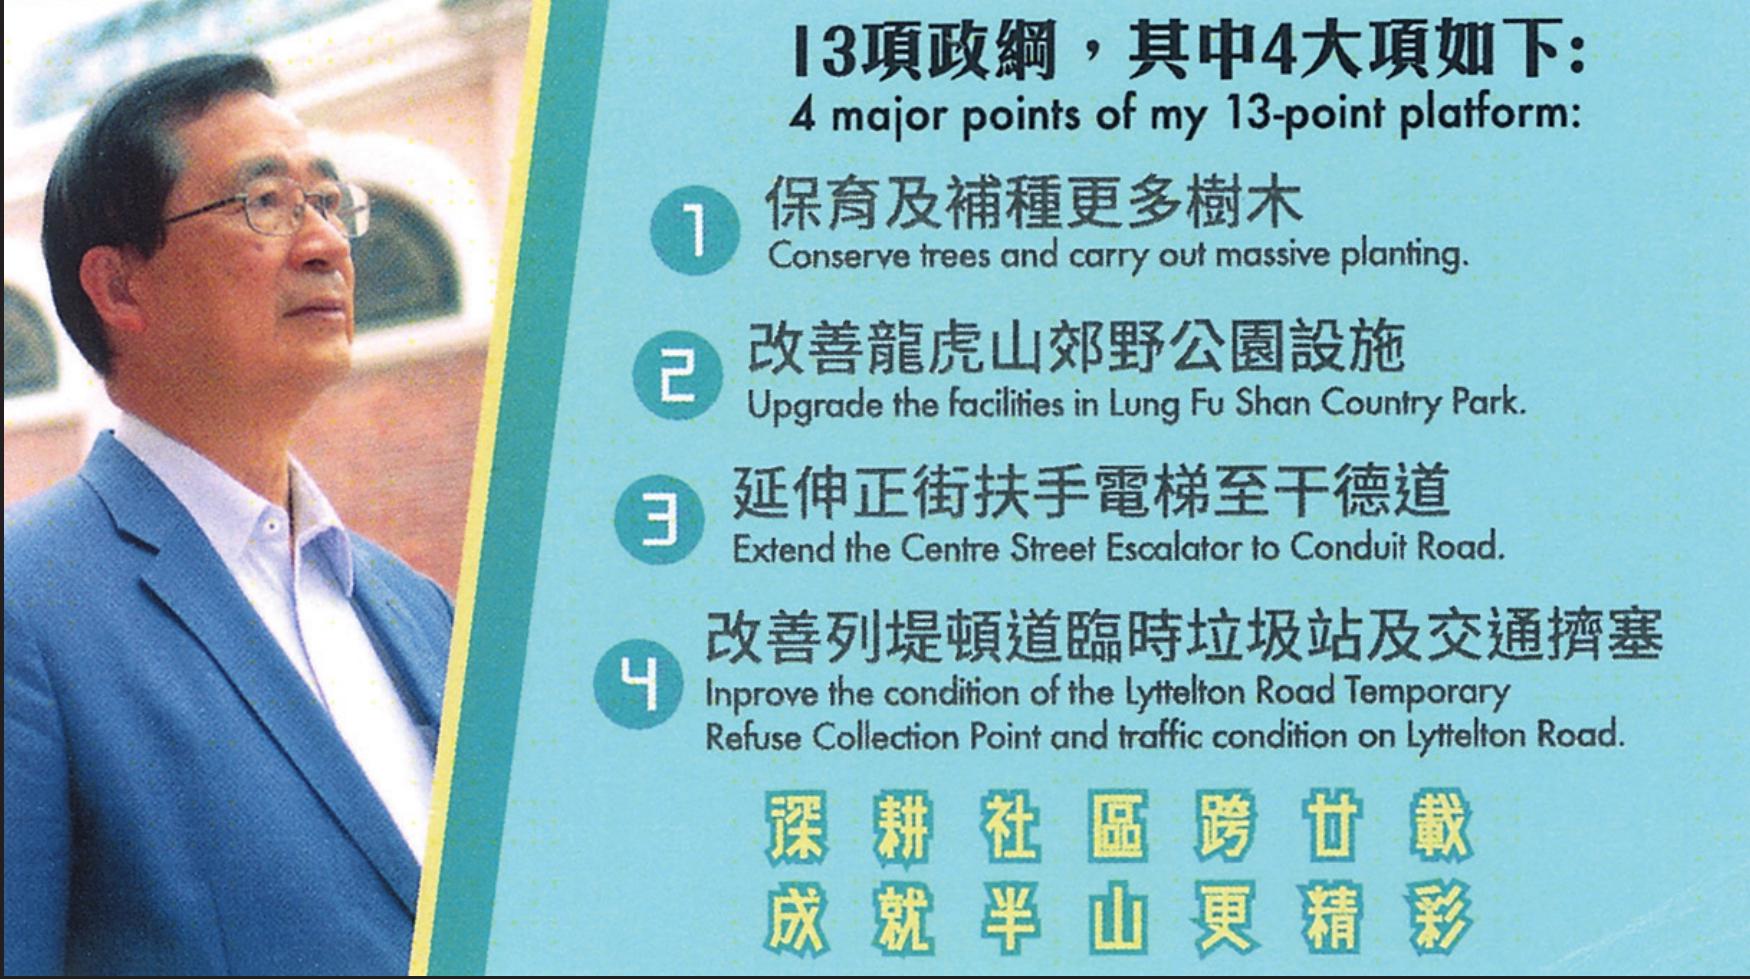 13項政綱，其中4大項如下:
4 major points of my 13-point platform:
1
保育及補種更多樹木
Conserve trees and carry out massive planting.
2
改善龍虎山郊野公園設施
Upgrade the facilities in Lung Fu Shan Country Park.
3
延伸正街扶手電梯至干德道
Extend the Centre Street Escalator to Conduit Road.
4
改善列堤頓道臨時垃圾站及交通擠塞
Inprove the condition of the Lyttelton Road Temporary
Refuse Collection Point and traffic condition on Lyttelton Road.
深耕社區跨廿載
成就半山更精彩